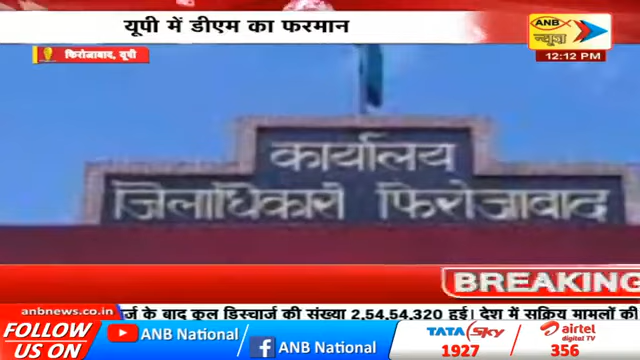 यूपी में डीएम का फरमान
ANB
न्यूज़
12:12 PM
फिरोजाबाद, यूपी
कार्यालय
जिलाधिकारी फिरोजाबाद
BREAKING
anbnews.co.in
र्ज के बाद कुल डिस्चार्ज की संख्या 2,54,54,320 हुई। देश में सक्रिय मामलों की
FOLLOW
US ON
ANB National
ANB National
TATA Sky
1927
airtel
digital TV
356